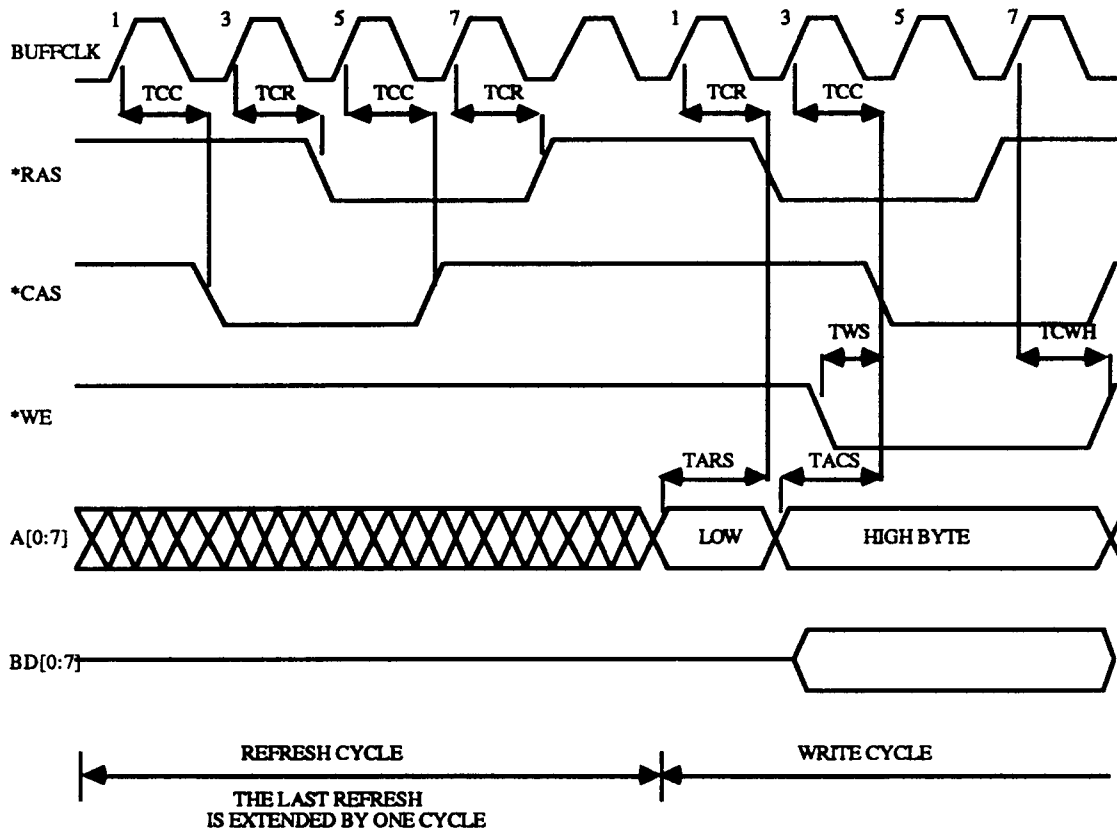 1 3 5 7 1 3 5 7
BUFFCLK
TCC TCR TCC TCR TCR TCC
*RAS
*CAS
TWS TCWH
*WE
TARS TACS
A[0:7] LOW HIGH BYTE
BD[0:7]
REFRESH CYCLE WRITE CYCLE
THE LAST REFRESH
IS EXTENDED BY ONE CYCLE